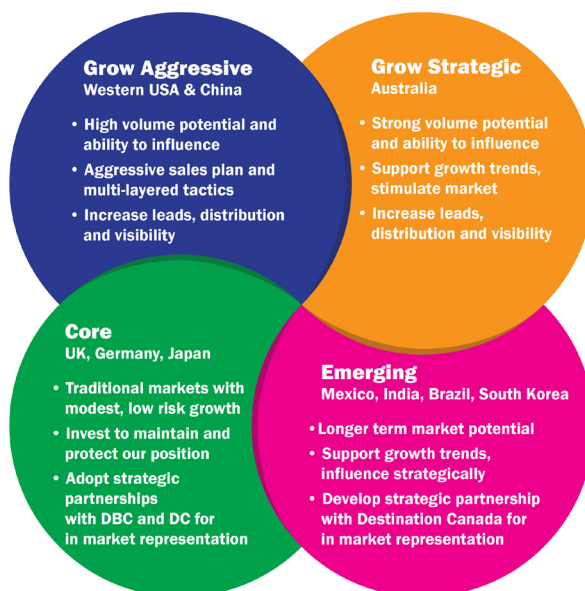 Grow Aggressive
Western USA & China
• High volume potential and
ability to influence
• Aggressive sales plan and
multi-layered tactics
• Increase leads, distribution
and visibility
Grow Strategic
Australia
• Strong volume potential
and ability to influence
• Support growth trends,
stimulate market
• Increase leads,
distribution and visibility
Core
UK, Germany, Japan
• Traditional markets with
modest, low risk growth
• Invest to maintain and
protect our position
• Adopt strategic
partnerships
with DBC and DC for
in market representation
Emerging
Mexico, India, Brazil, South Korea
•Longer term market potential
• Support growth trends,
influence strategically
• Develop strategic partnership
with Destination Canada for
in market representation